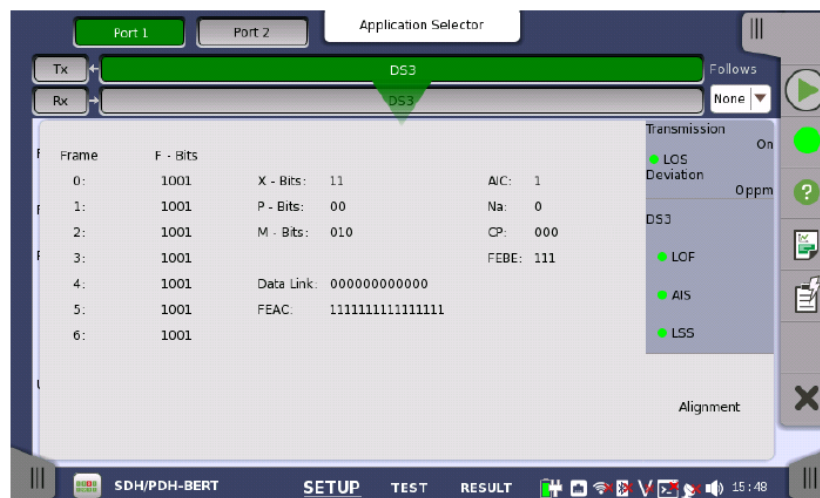 Port 1 Port 2 Application Selector
Tx DS3 Follows
Rx DS3 None
Transmission
On
LOS
Deviation
0 ppm
DS3
LOF
AIS
LSS
Frame F - Bits
0: 1001 X - Bits: 11 AIC: 1
1: 1001 P - Bits: 00 Na: 0
2: 1001 M - Bits: 010 CP: 000
3: 1001 FEBE: 111
4: 1001 Data Link: 000000000000
5: 1001 FEAC: 1111111111111111
6: 1001
Alignment
SDH/PDH-BERT SETUP TEST RESULT 15:48